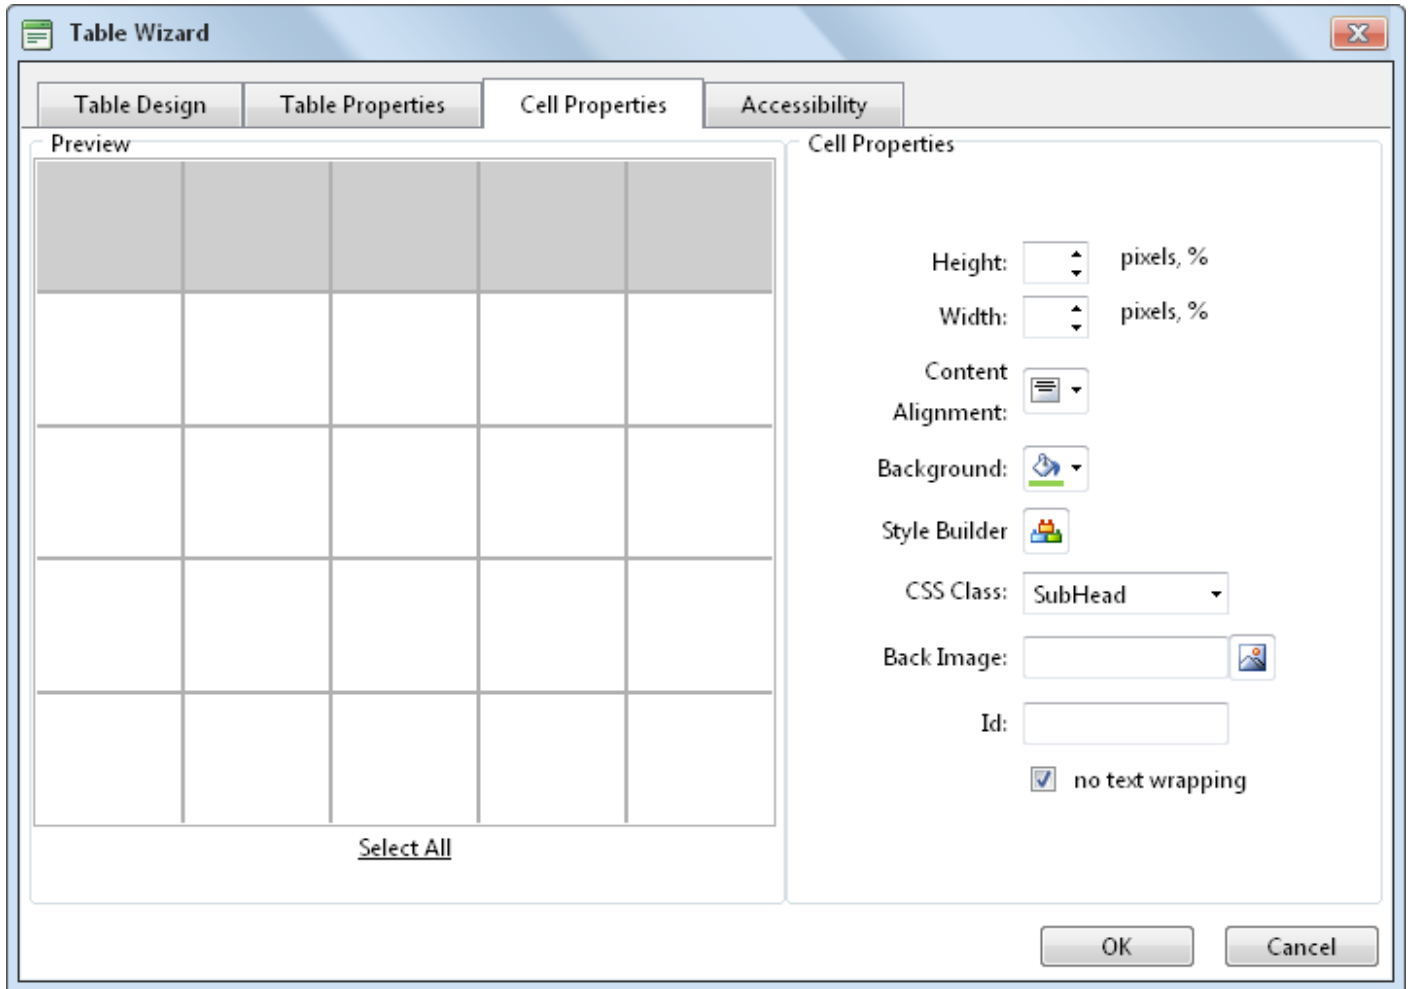 Table Wizard
Table Design
Table Properties
Cell Properties
Accessibility
Preview
Select All
Cell Properties
Height:
pixels, %
Width:
pixels, %
Content
Alignment:
Background:
Style Builder
CSS Class:
SubHead
Back Image:
Id:
no text wrapping
OK
Cancel